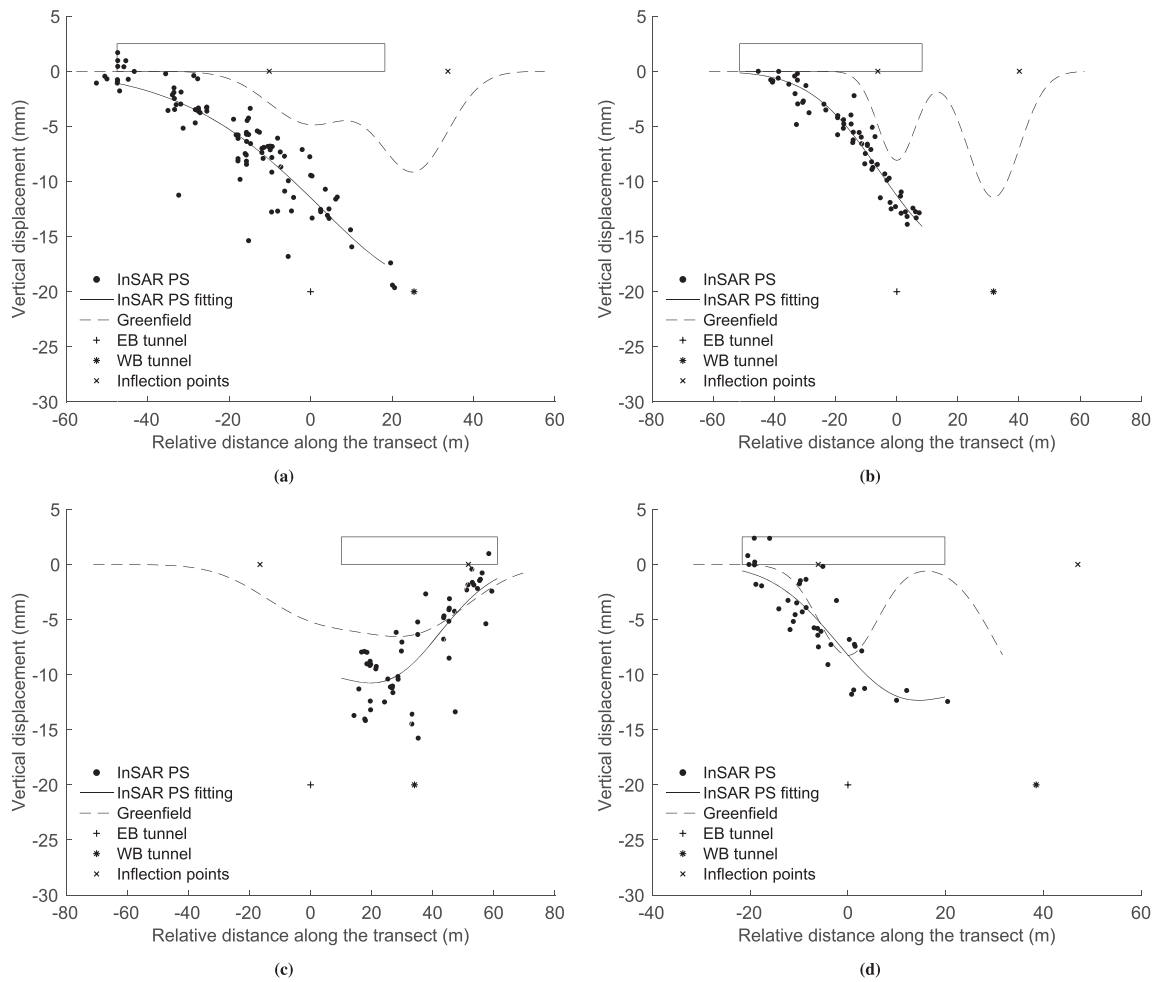 5
0
-5
-10
-15
-20
-25
-30
Vertical displacement (mm)
InSAR PS
InSAR PS fitting
Greenfield
EB tunnel
WB tunnel
Inflection points
-60 -40 -20 0 20 40 60
Relative distance along the transect (m)
(a)
5
0
-5
-10
-15
-20
-25
-30
Vertical displacement (mm)
InSAR PS
InSAR PS fitting
Greenfield
EB tunnel
WB tunnel
Inflection points
-80 -60 -40 -20 0 20 40 60 80
Relative distance along the transect (m)
(b)
5
0
-5
-10
-15
-20
-25
-30
Vertical displacement (mm)
InSAR PS
InSAR PS fitting
Greenfield
EB tunnel
WB tunnel
Inflection points
-80 -60 -40 -20 0 20 40 60 80
Relative distance along the transect (m)
(c)
5
0
-5
-10
-15
-20
-25
-30
Vertical displacement (mm)
InSAR PS
InSAR PS fitting
Greenfield
EB tunnel
WB tunnel
Inflection points
-40 -20 0 20 40 60
Relative distance along the transect (m)
(d)